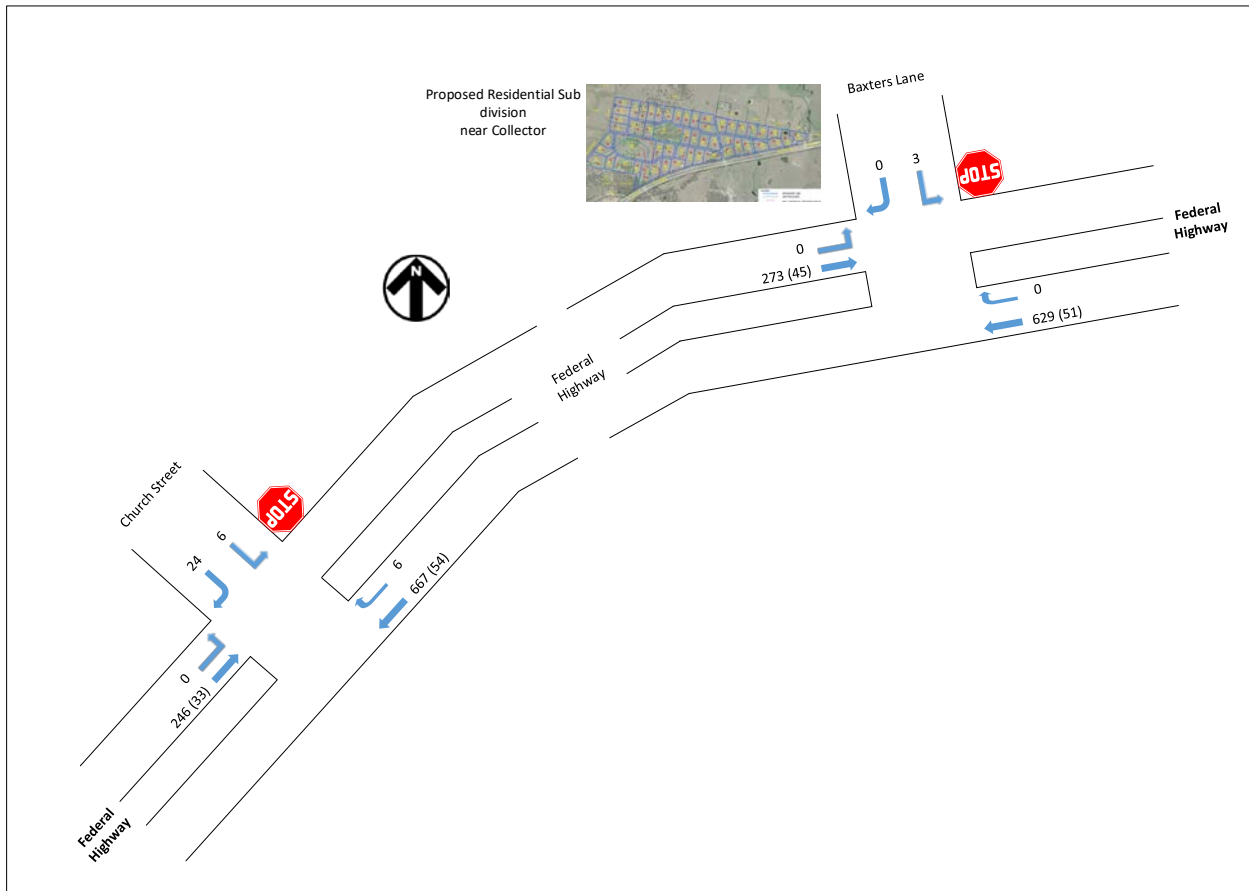 Proposed Residential Sub
division
near Collector
Baxters Lane
0
3
STOP
Federal
Highway
N
0
273 (45)
0
629 (51)
Federal
Highway
Church Street
STOP
6
24
6
667 (54)
0
246 (33)
Federal
Highway